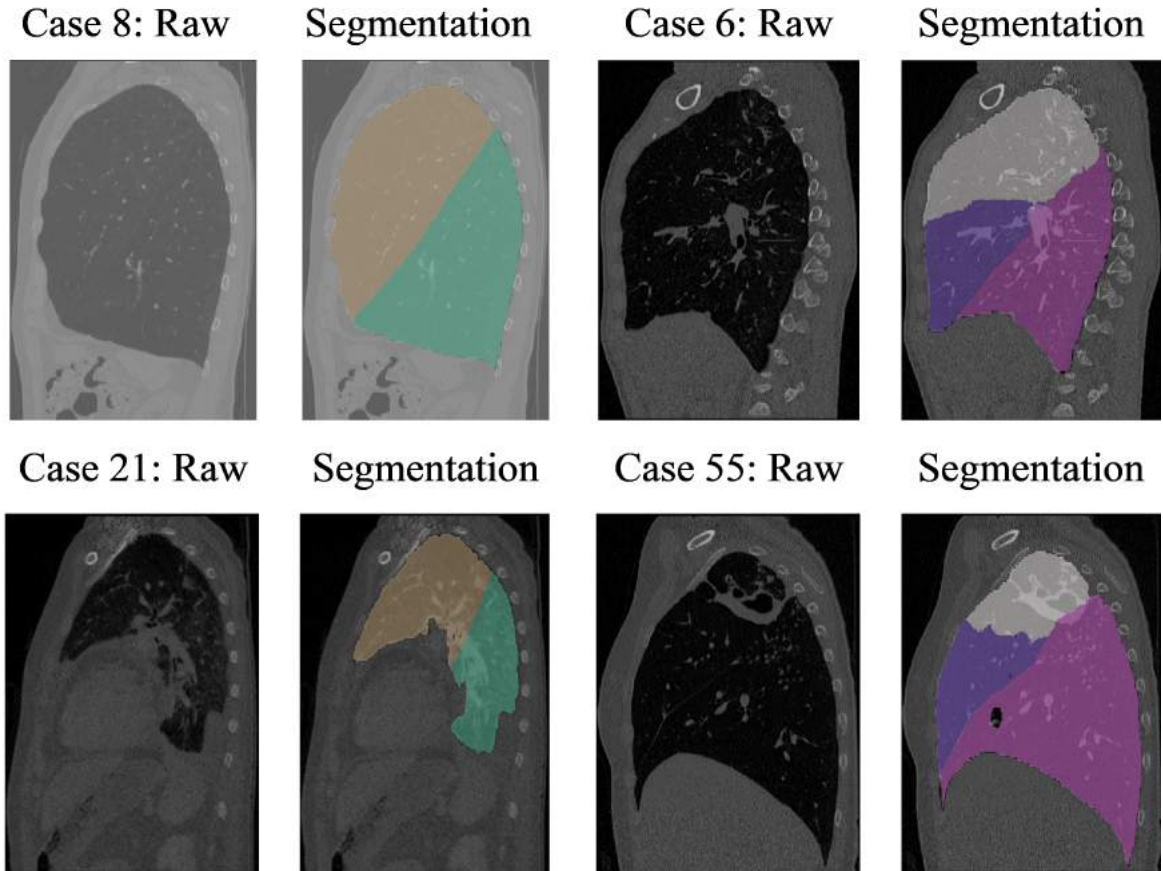 Case 8: Raw
Segmentation
Case 6: Raw
Segmentation
Case 21: Raw
Segmentation
Case 55: Raw
Segmentation